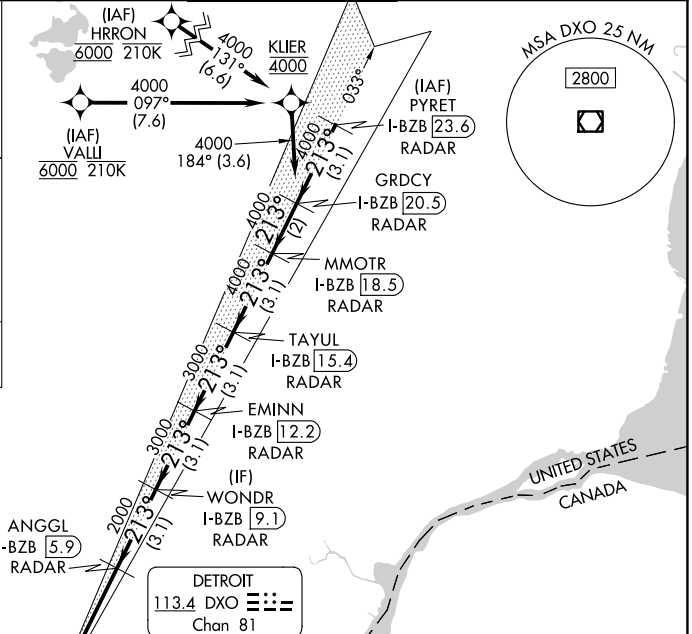 (IAF)
HRRON
6000 210K
4000
131°
(6.6)
KLIER
4000
4000
097°
(7.6)
(IAF)
VALLI
6000 210K
4000
184° (3.6)
033°
(IAF)
PYRET
I-BZB 23.6
RADAR
4000
213°
(3.1)
GRDCY
I-BZB 20.5
RADAR
4000
213°
(2)
MMOTR
I-BZB 18.5
RADAR
4000
213°
(3.1)
TAYUL
I-BZB 15.4
RADAR
3000
213°
(3.1)
EMINN
I-BZB 12.2
RADAR
3000
213°
(3.1)
(IF)
WONDR
I-BZB 9.1
RADAR
2000
213°
(3.1)
ANGGL
-BZB 5.9
RADAR
DETROIT
113.4 DXO
Chan 81
MSA DXO 25 NM
2800
UNITED STATES
CANADA